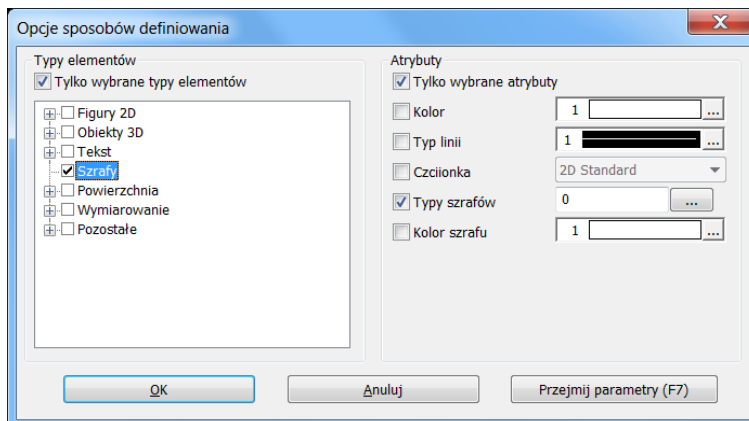 Opcje sposobów definiowania
Typy elementów
Tylko wybrane typy elementów
Figury 2D
Obiekty 3D
Tekst
Szrafy
Powierzchnia
Wymiarowanie
Pozostałe
Atrybuty
Tylko wybrane atrybuty
Kolor 1 ...
Typ linii 1 ...
Czciionka 2D Standard
Typy szrafów 0 ...
Kolor szrafu 1 ...
OK Anuluj Przejmij parametry (F7)